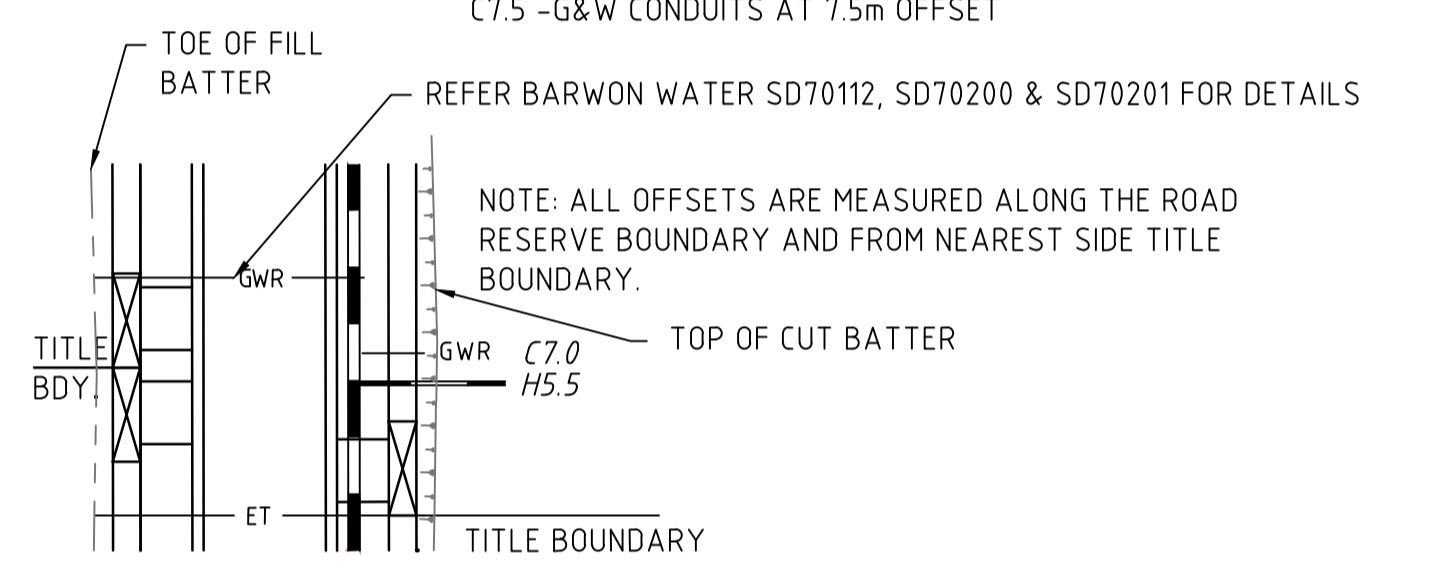 C7.5 -G&W CONDUITS AT 7.5m OFFSET
TOE OF FILL
BATTER
REFER BARWON WATER SD70112, SD70200 & SD70201 FOR DETAILS
NOTE: ALL OFFSETS ARE MEASURED ALONG THE ROAD
RESERVE BOUNDARY AND FROM NEAREST SIDE TITLE
BOUNDARY.
GWR
TOP OF CUT BATTER
TITLE
BDY.
GWR C7.0
H5.5
ET
TITLE BOUNDARY